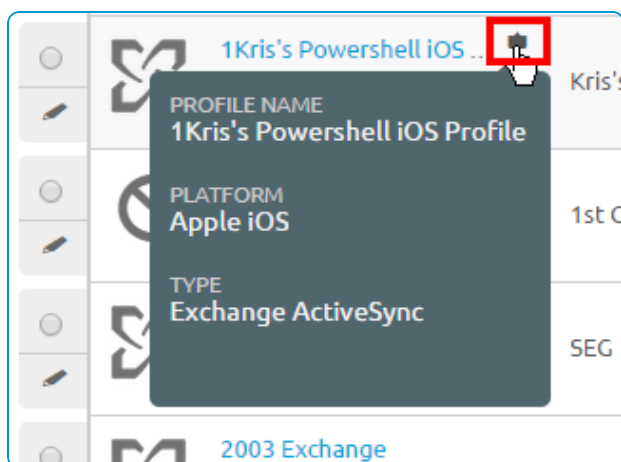 1Kris's Powershell iOS ...
Kris's
PROFILE NAME
1Kris's Powershell iOS Profile
PLATFORM
Apple iOS
1st
TYPE
Exchange ActiveSync
SEG
2003 Exchange